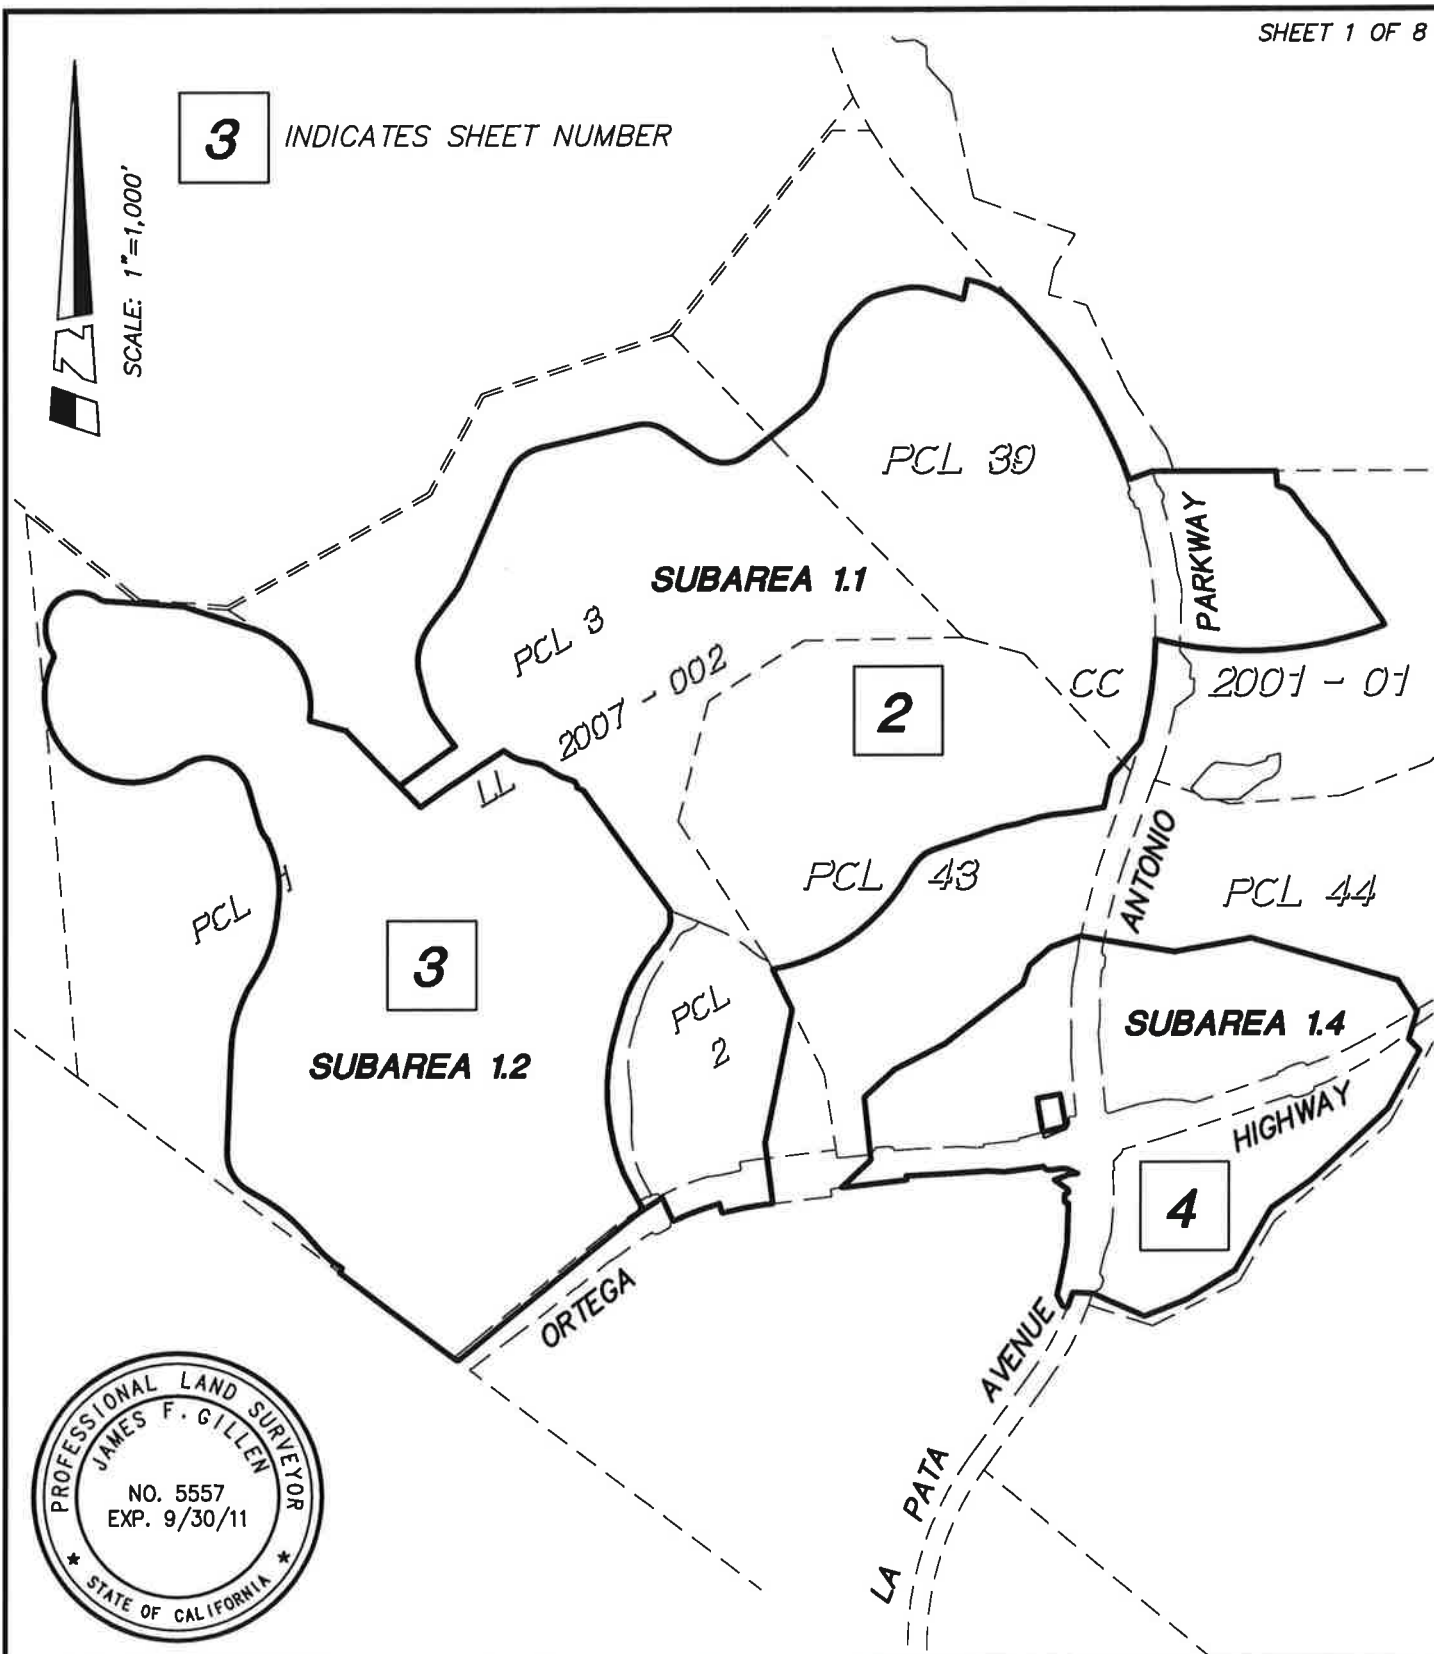 SHEET 1 OF 8
3 INDICATES SHEET NUMBER
SCALE: 1"=1,000'
N
PCL 39
PARKWAY
SUBAREA 1.1
PCL 3
LL 2007-002
CC 2001-01
2
ANTONIO
PCL 43
PCL 44
PCL 1
3
SUBAREA 1.2
PCL
2
SUBAREA 1.4
HIGHWAY
4
ORTEGA
LA PATA AVENUE
PROFESSIONAL LAND SURVEYOR
JAMES F. GILLEN
NO. 5557
EXP. 9/30/11
★ STATE OF CALIFORNIA ★